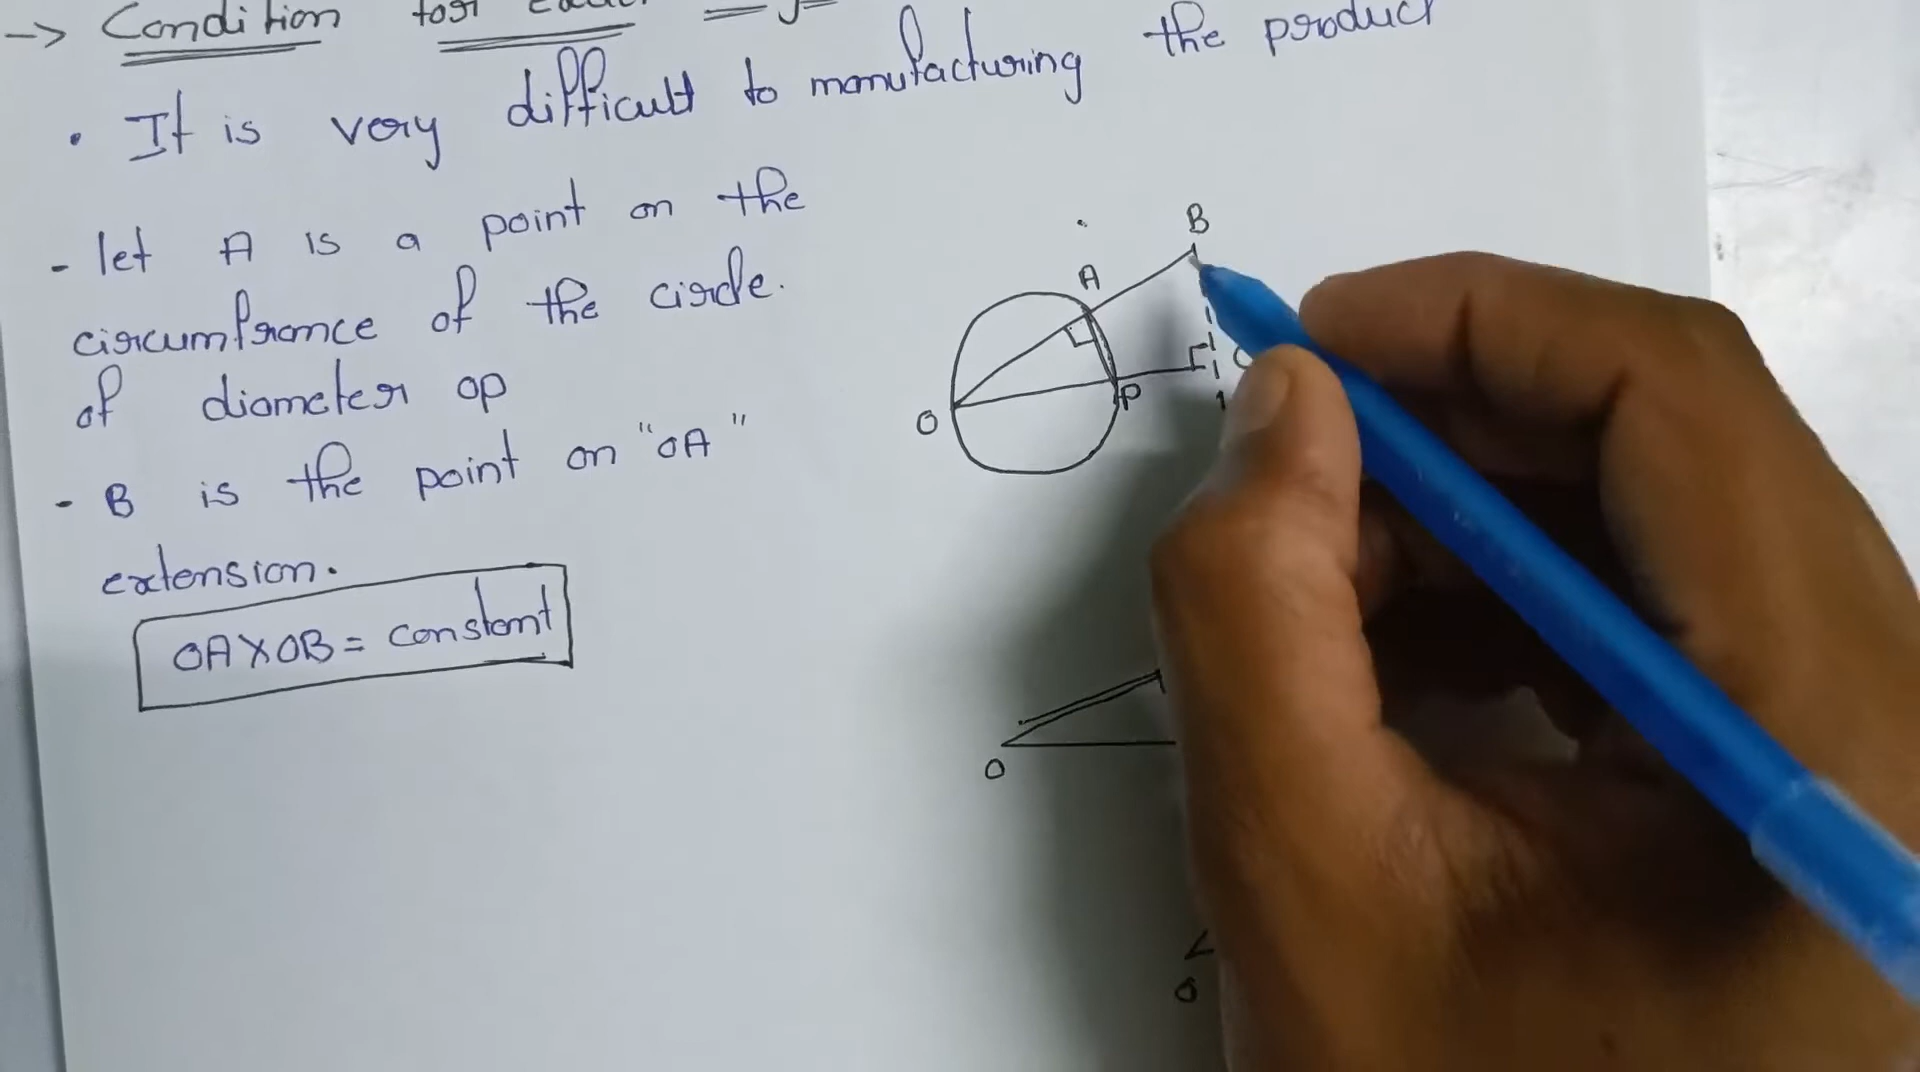 -> Condition for
• It is very difficult to manufacturing the product
- let A is a point on the
circumfrance of the circle.
of diameter OP
- B is the point on "OA"
extension.
OA X OB = constant
B
A
C
P
O
O
O